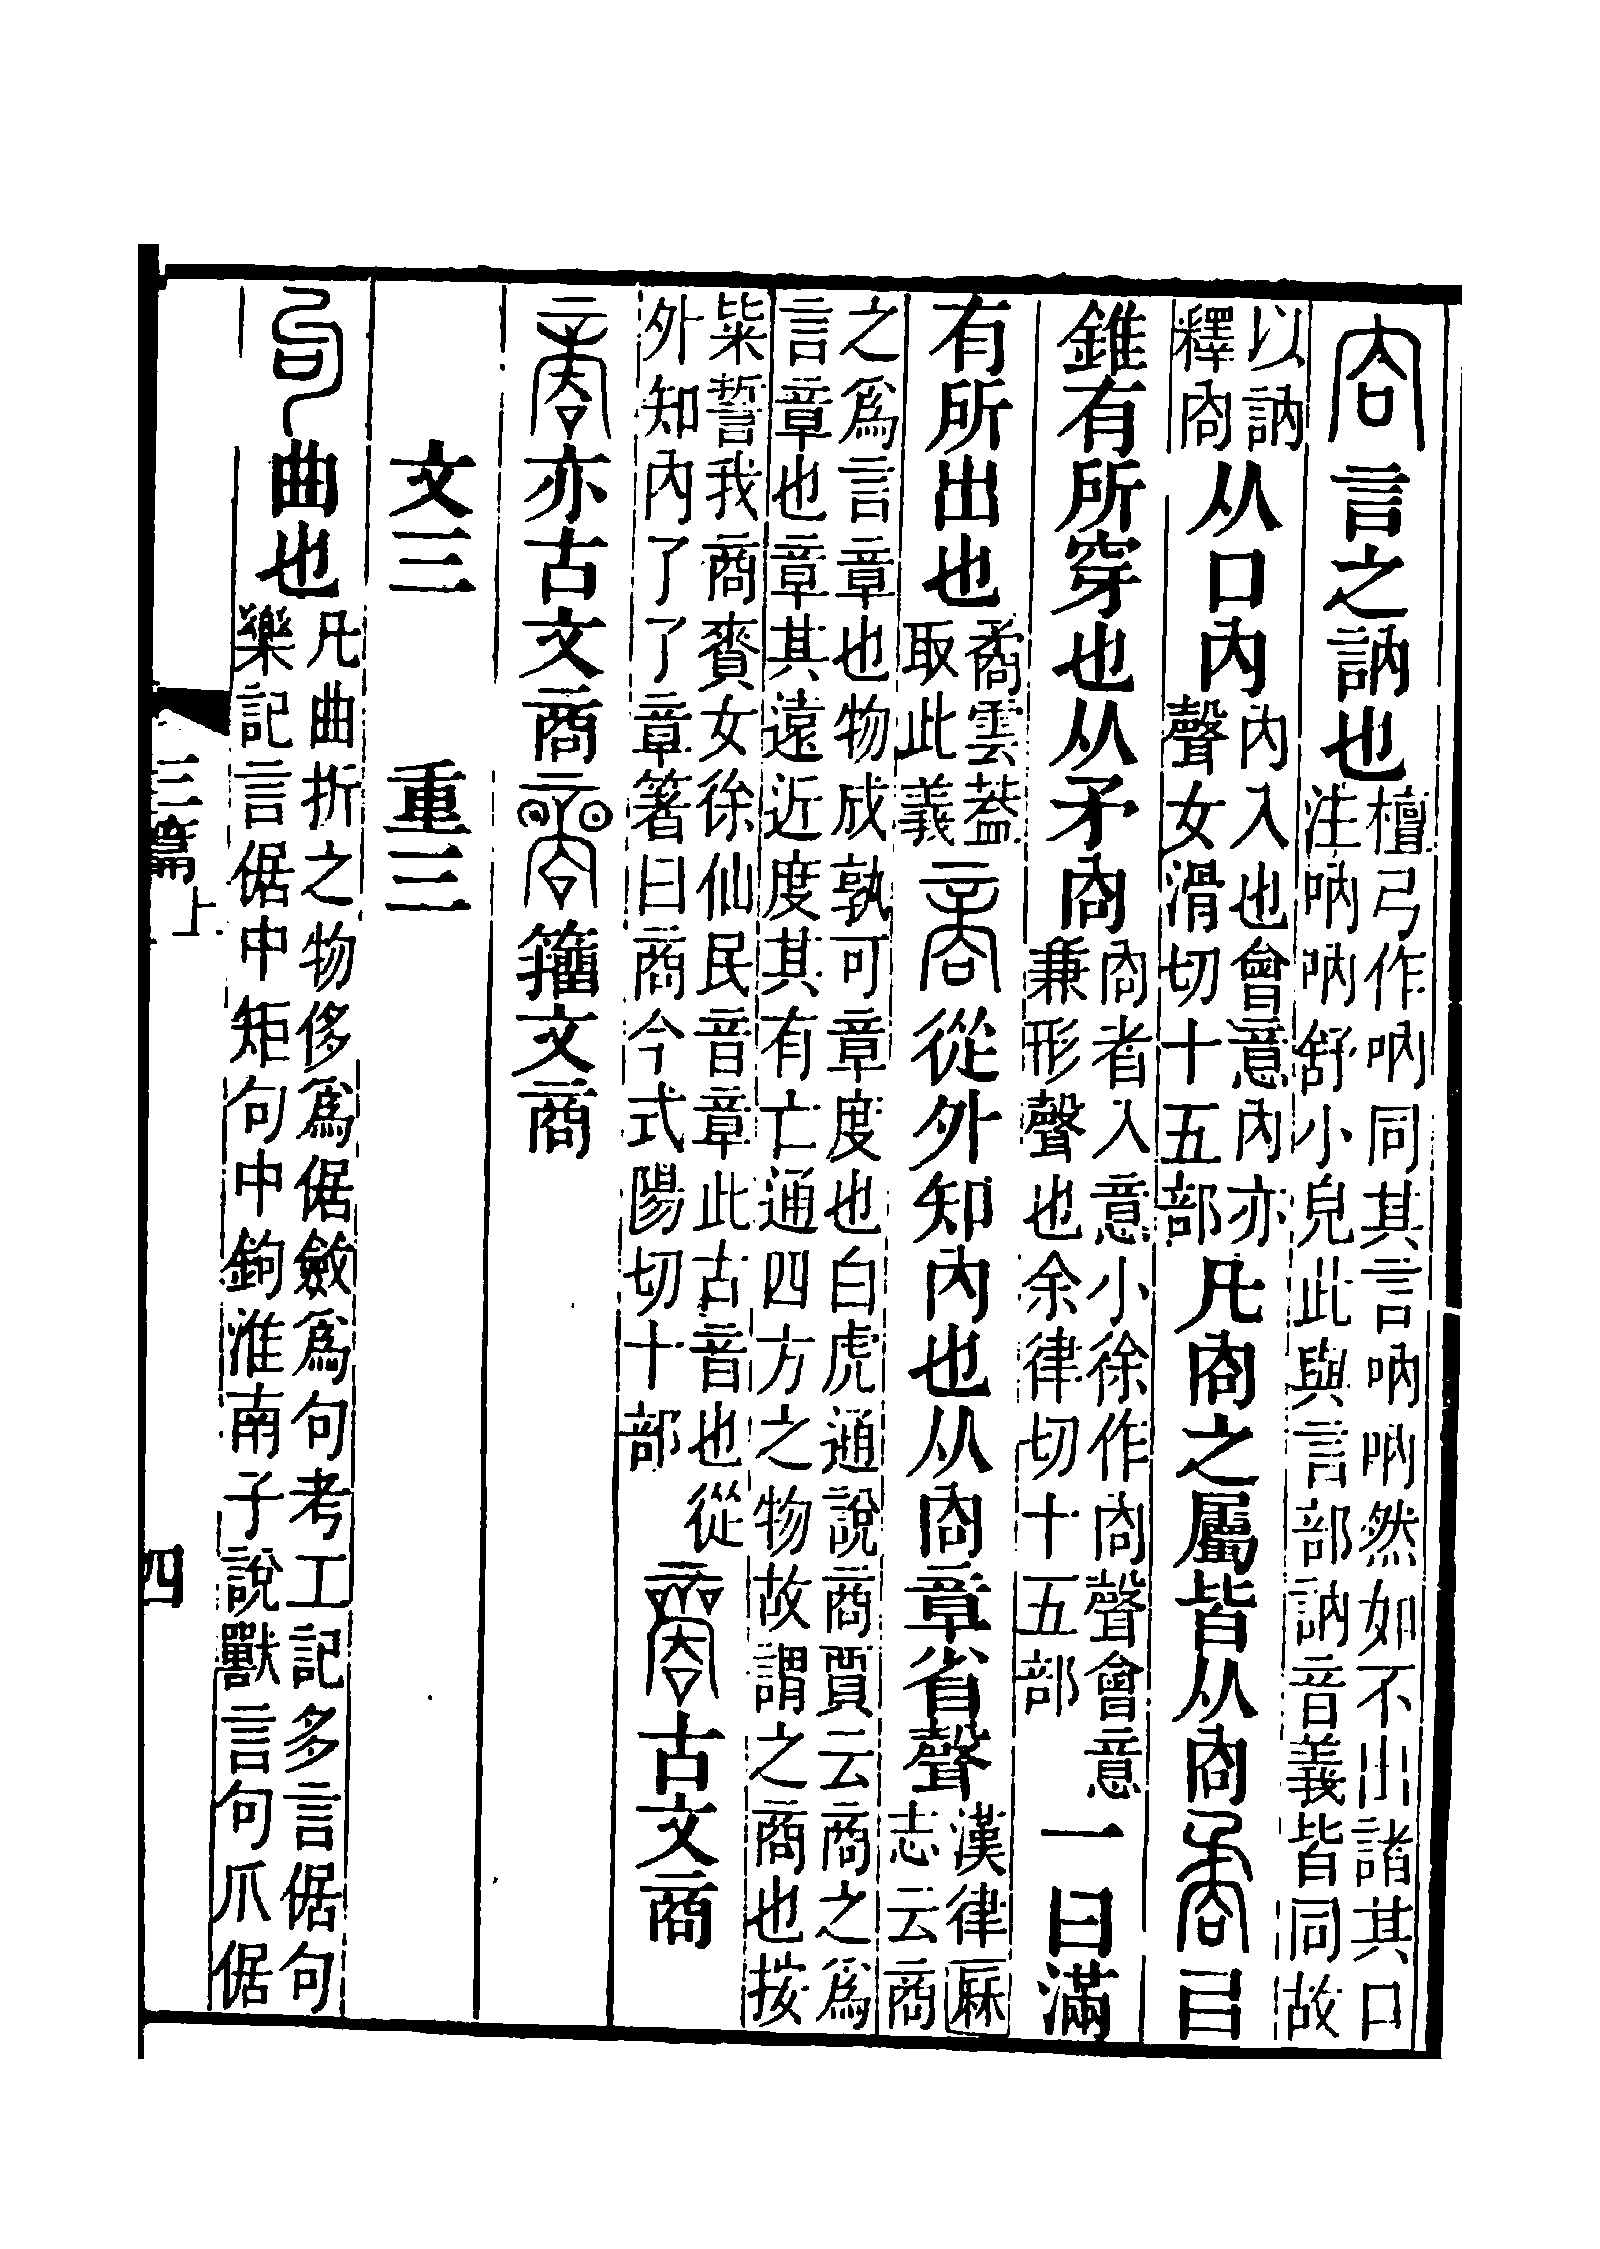 㕯言之訥也檀弓作吶同其言吶吶然如不出諸其口注吶吶舒小皃此與言部訥音義皆同故
以訥釋㕯从口內內入也會意內亦聲女滑切十五部凡㕯之屬皆从㕯矞㠯
錐有所穿也从矛㕯㕯者入意小徐作㕯聲會意兼形聲也余律切十五部一曰滿
有所出也矞雲葢取此義商從外知內也从㕯章省聲漢律厤志云商
之爲言章也物成孰可章度也白虎通說商賈云商之爲言章也章其遠近度其有亡通四方之物故謂之商也按
粊誓我商賚女徐仙民音章此古音也從外知內了了章箸曰商今式陽切十部古文商
亦古文商籒文商
文三　重三
句曲也凡曲折之物侈爲倨斂爲句考工記多言倨句樂記言倨中矩句中鉤淮南子說獸言句爪倨
三篇上　四